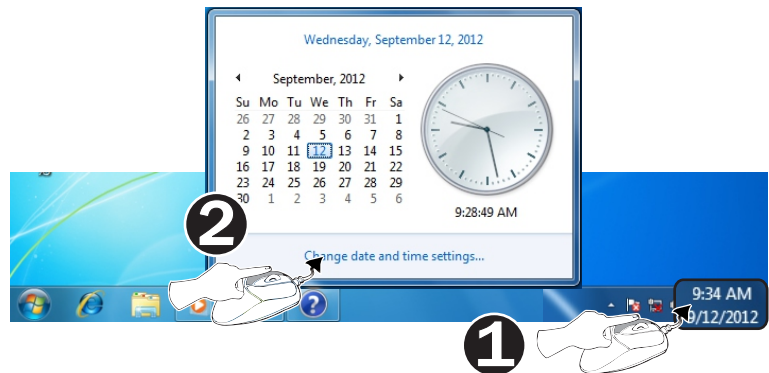 Wednesday, September 12, 2012
September, 2012
Su Mo Tu We Th Fr Sa
26 27 28 29 30 31 1
2 3 4 5 6 7 8
9 10 11 12 13 14 15
16 17 18 19 20 21 22
23 24 25 26 27 28 29
30 1 2 3 4 5 6
9:28:49 AM
2
Change date and time settings...
?
9:34 AM
9/12/2012
1